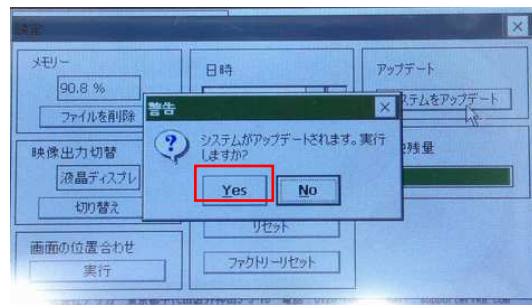 設定
メモリー
90.8 %
ファイルを削除
映像出力切替
液晶ディスプレ
切り替え
画面の位置合わせ
実行
日時
リセット
ファクトリーリセット
アップデート
ステムをアップデート
残量
警告
システムがアップデートされます。実行
しますか?
Yes
No